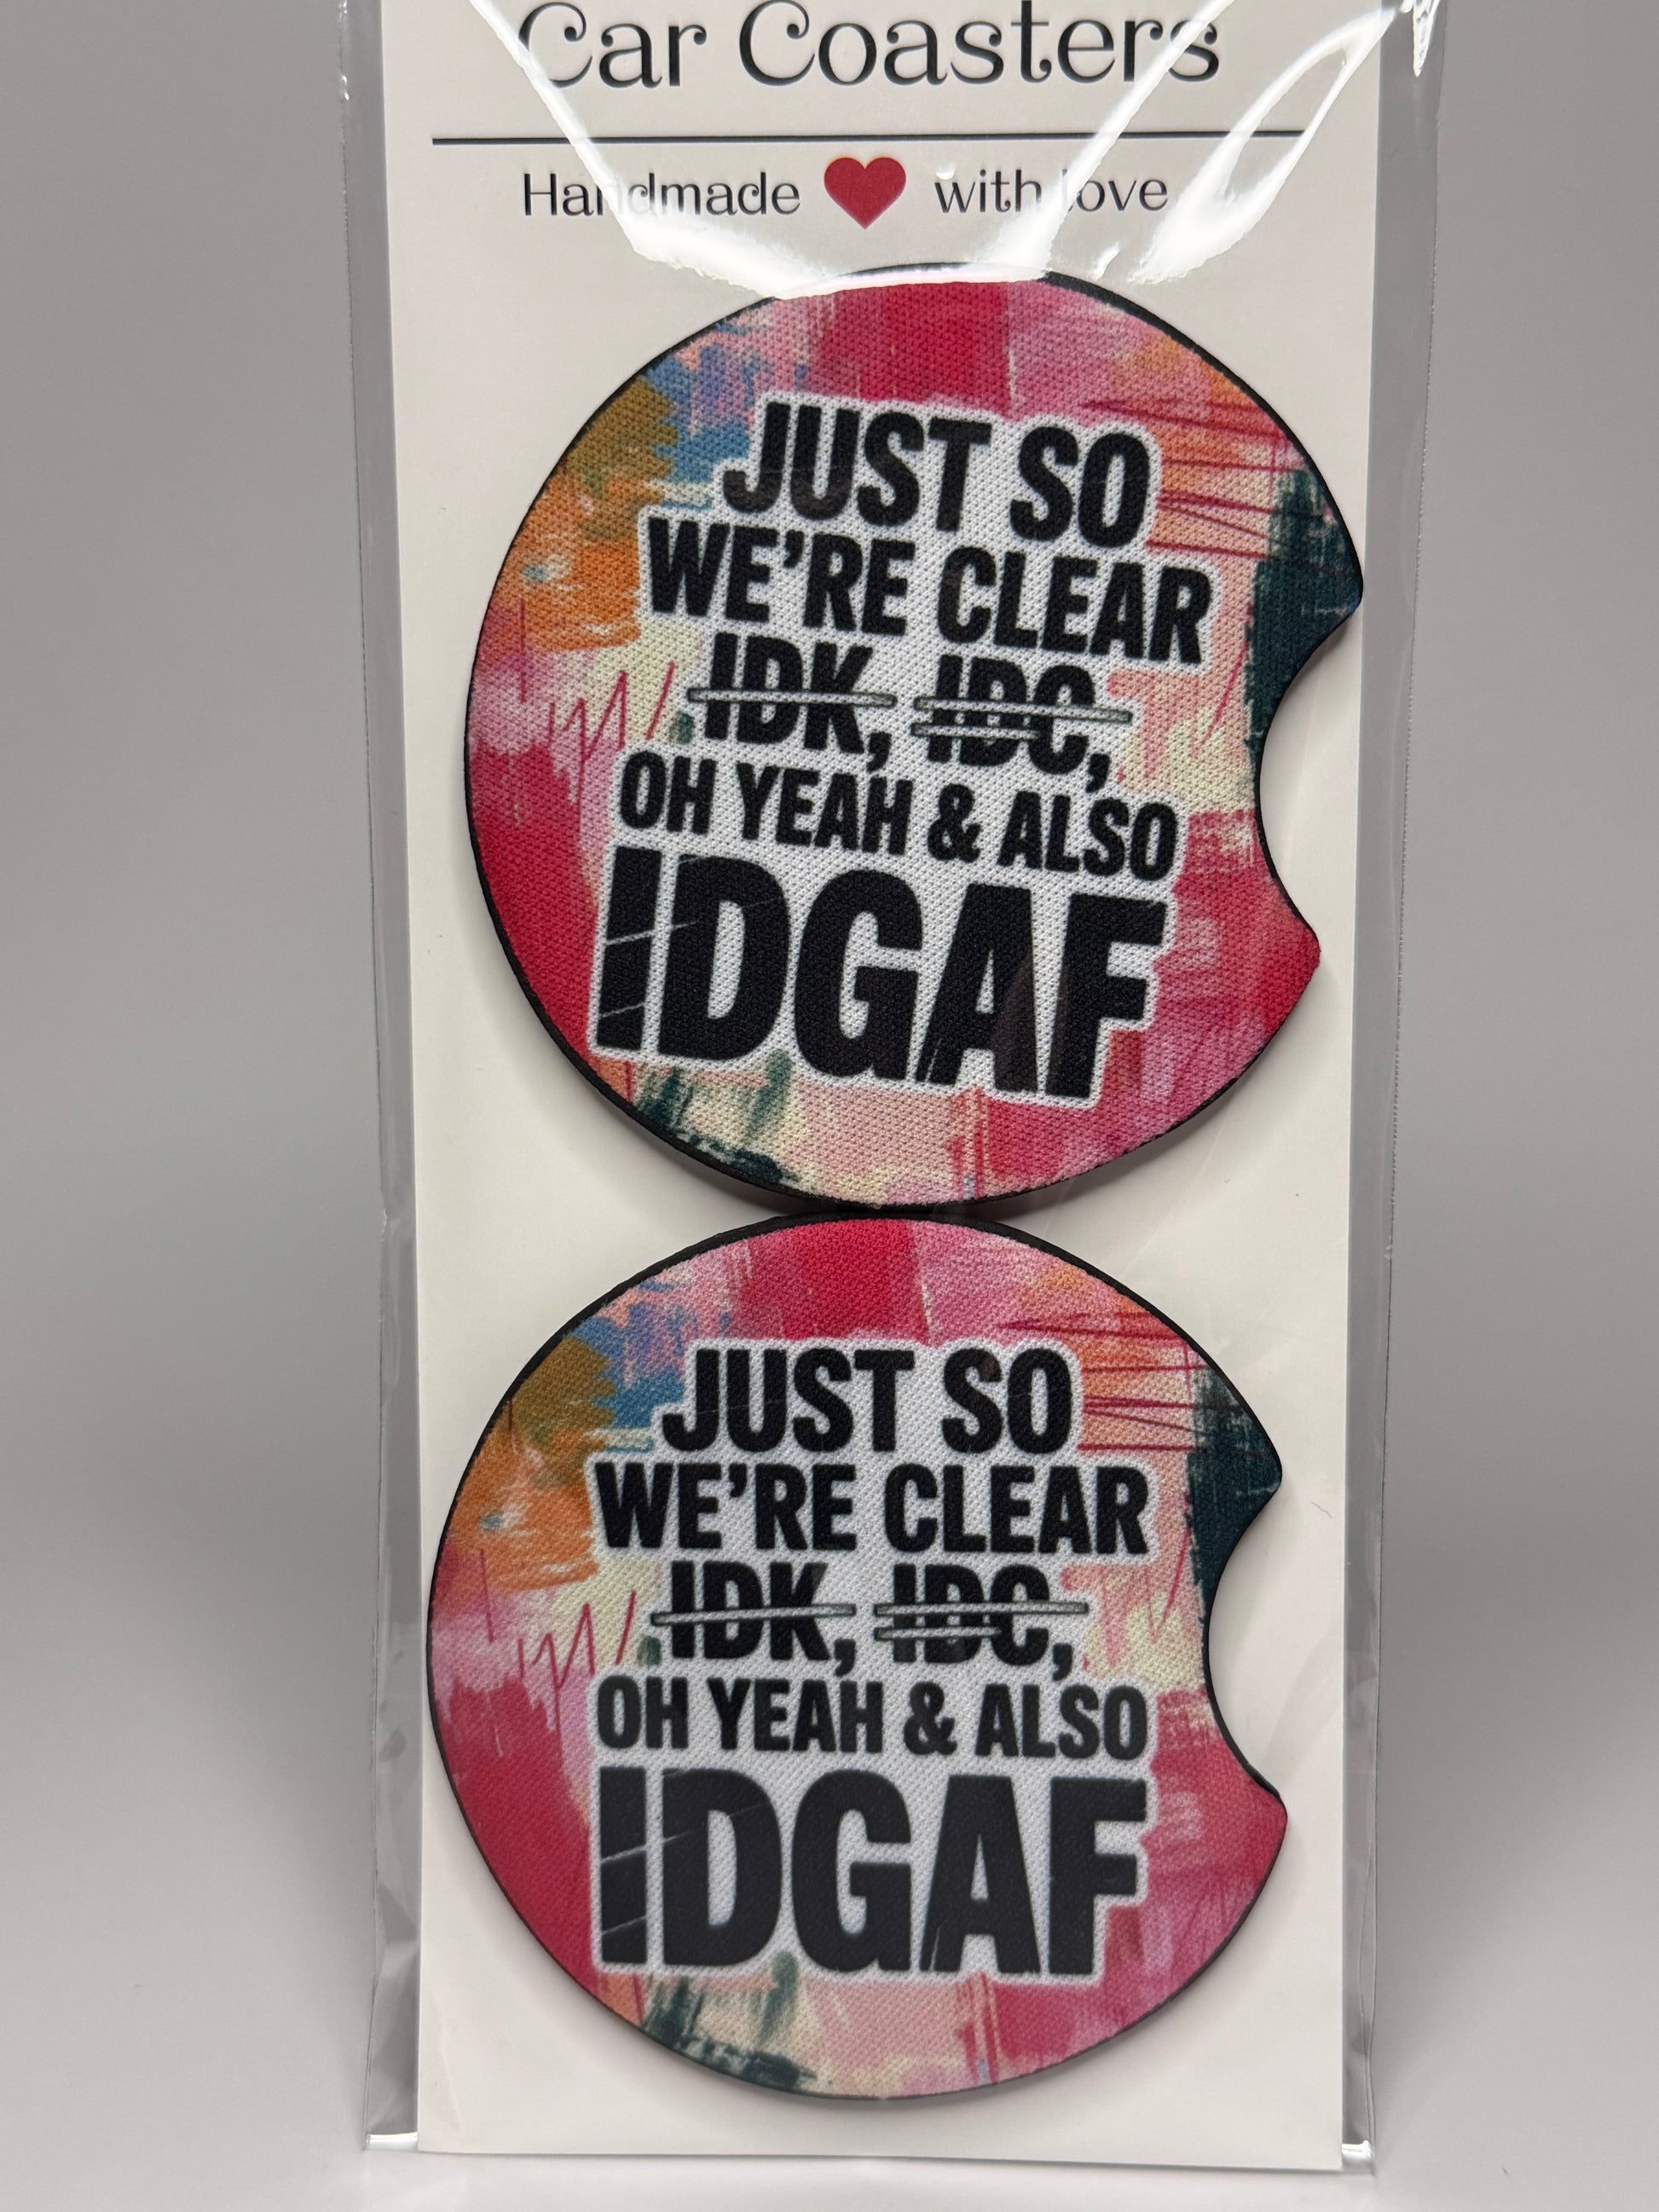 Car Coasters
Handmade with love
JUST SO
WE'RE CLEAR
IDK, IDC,
OH YEAH & ALSO
IDGAF
JUST SO
WE'RE CLEAR
IDK, IDC,
OH YEAH & ALSO
IDGAF